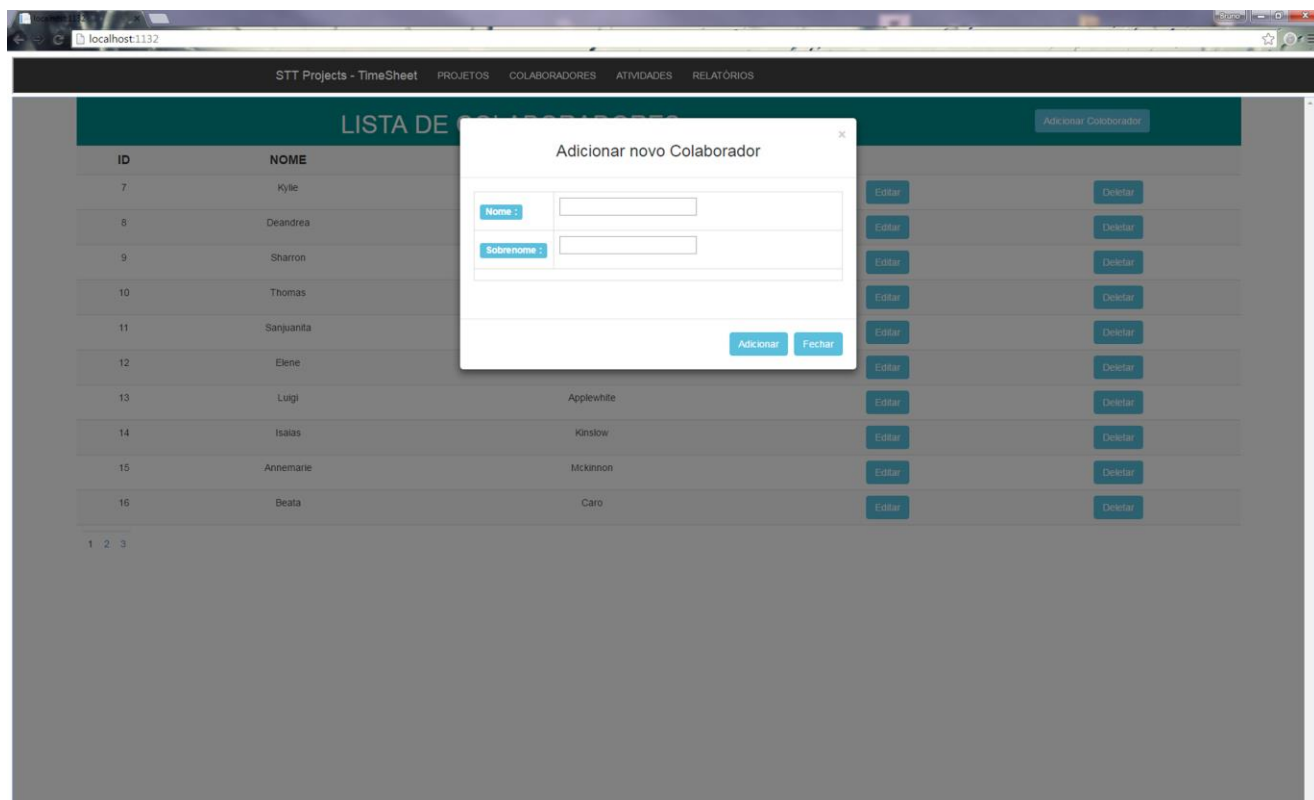 Bruno
localhost:1132
STT Projects - TimeSheet PROJETOS COLABORADORES ATIVIDADES RELATÓRIOS
LISTA DE Adicionar Coloborador
×
Adicionar novo Colaborador
ID NOME
7 Kylie Editar Deletar
Nome :
8 Deandrea Editar Deletar
Sobrenome :
9 Sharron Editar Deletar
10 Thomas Editar Deletar
11 Sanjuanita Editar Deletar
Adicionar Fechar
12 Elene Editar Deletar
13 Luigi Applewhite Editar Deletar
14 Isaias Kinslow Editar Deletar
15 Annemarie Mckinnon Editar Deletar
16 Beata Caro Editar Deletar
1 2 3